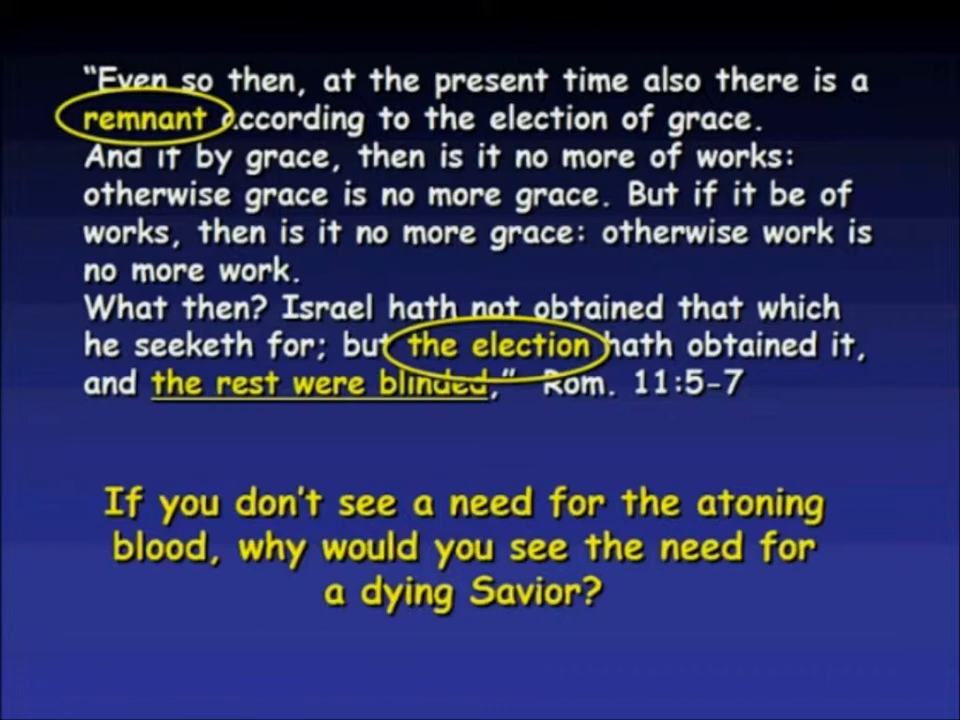 “Even so then, at the present time also there is a
remnant according to the election of grace.
And if by grace, then is it no more of works:
otherwise grace is no more grace. But if it be of
works, then is it no more grace: otherwise work is
no more work.
What then? Israel hath not obtained that which
he seeketh for; but the election hath obtained it,
and the rest were blinded,” Rom. 11:5-7
If you don’t see a need for the atoning
blood, why would you see the need for
a dying Savior?